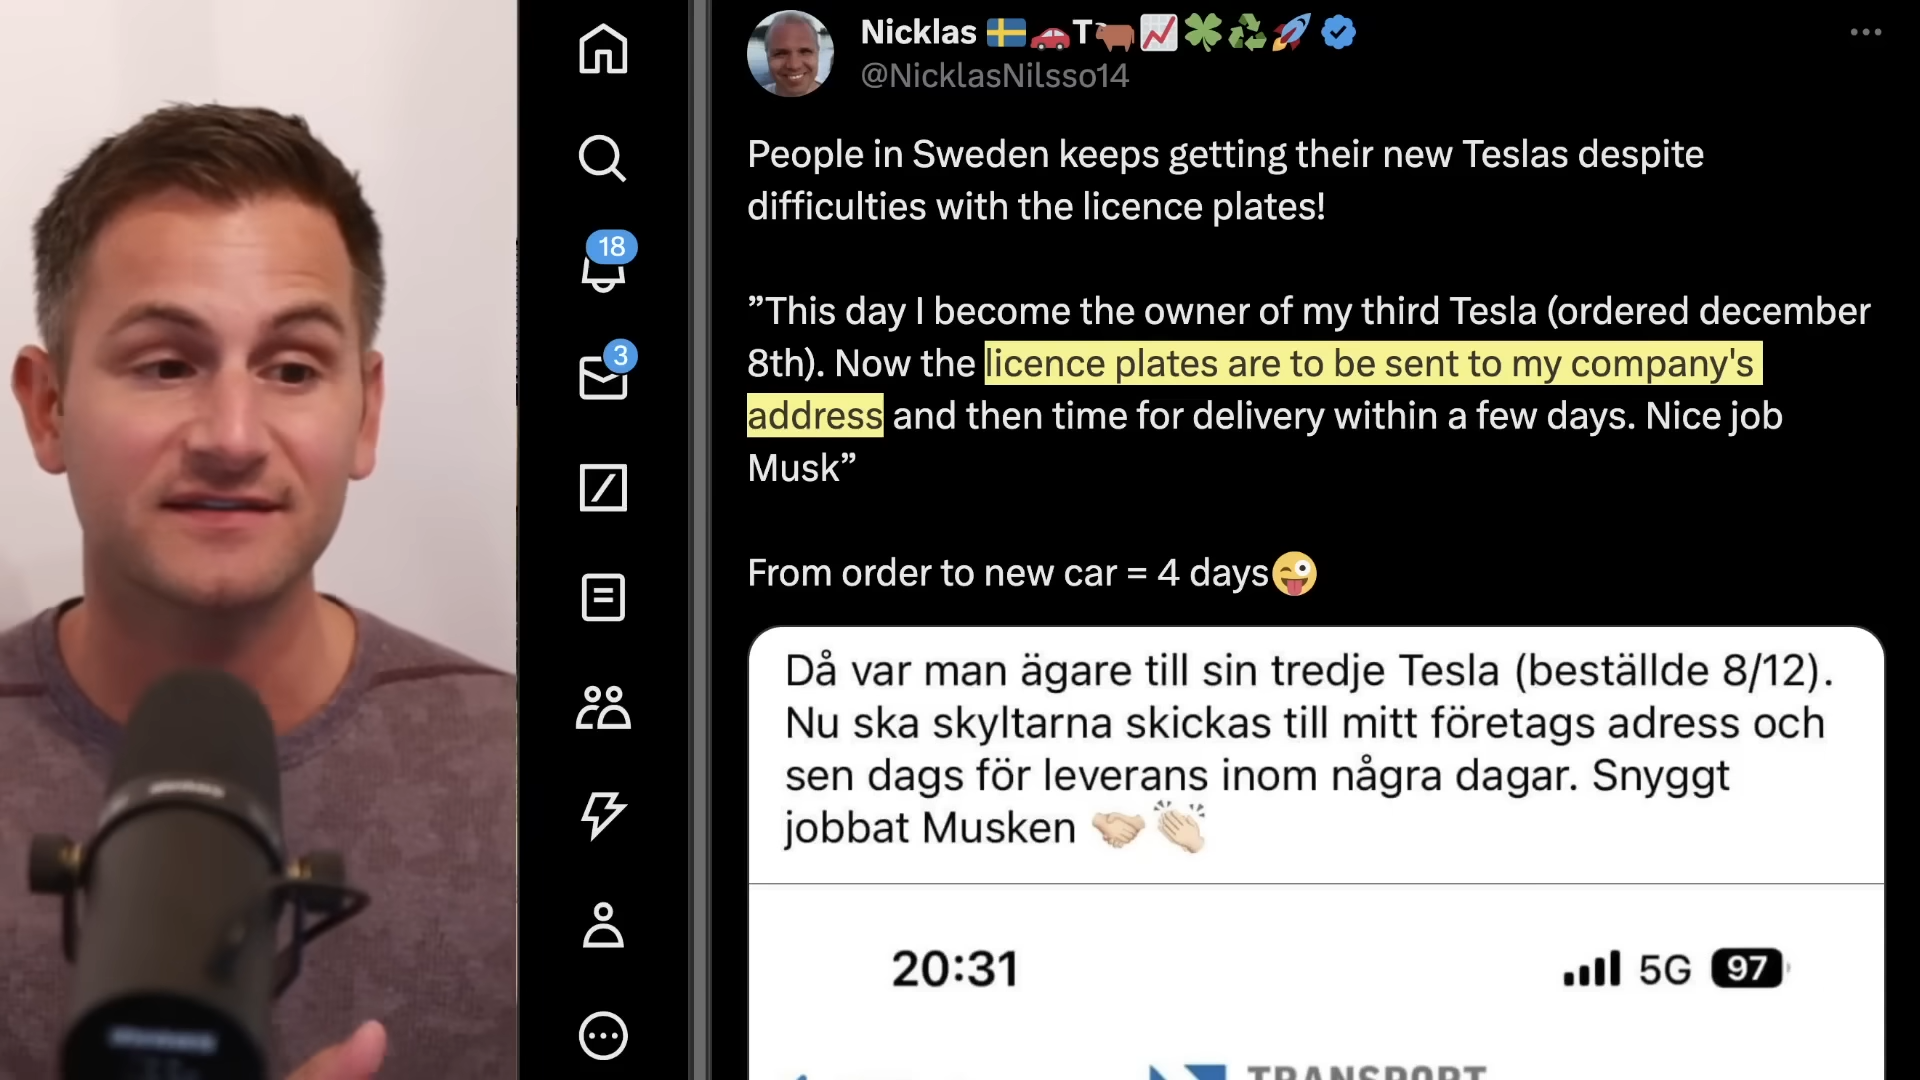 Nicklas
@NicklasNilsso14
People in Sweden keeps getting their new Teslas despite
difficulties with the licence plates!
”This day I become the owner of my third Tesla (ordered december
8th). Now the licence plates are to be sent to my company's
address and then time for delivery within a few days. Nice job
Musk”
From order to new car = 4 days
Då var man ägare till sin tredje Tesla (beställde 8/12).
Nu ska skyltarna skickas till mitt företags adress och
sen dags för leverans inom några dagar. Snyggt
jobbat Musken
20:31
5G 97
TRANSPORT
18
3